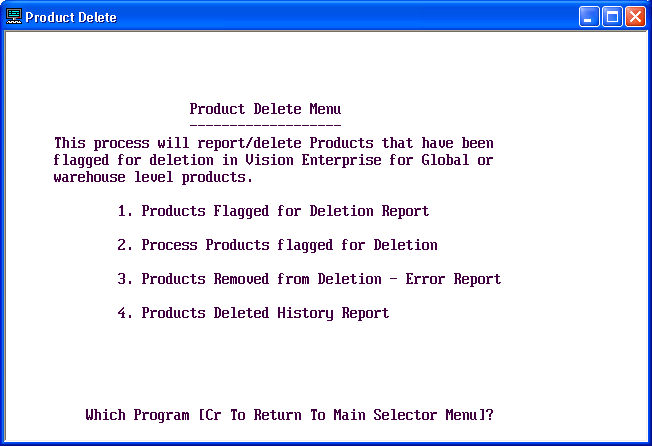 Product Delete
Product Delete Menu
-------------------
This process will report/delete Products that have been
flagged for deletion in Vision Enterprise for Global or
warehouse level products.
1. Products Flagged for Deletion Report
2. Process Products flagged for Deletion
3. Products Removed from Deletion - Error Report
4. Products Deleted History Report
Which Program [Cr To Return To Main Selector Menu]?